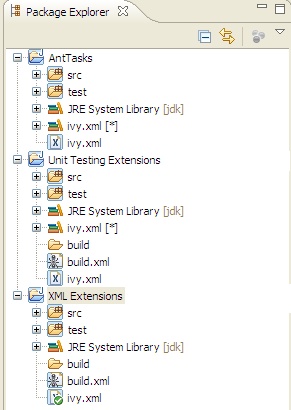 Package Explorer
AntTasks
src
test
JRE System Library [jdk]
ivy.xml [*]
ivy.xml
Unit Testing Extensions
src
test
JRE System Library [jdk]
ivy.xml [*]
build
build.xml
ivy.xml
XML Extensions
src
test
JRE System Library [jdk]
build
build.xml
ivy.xml